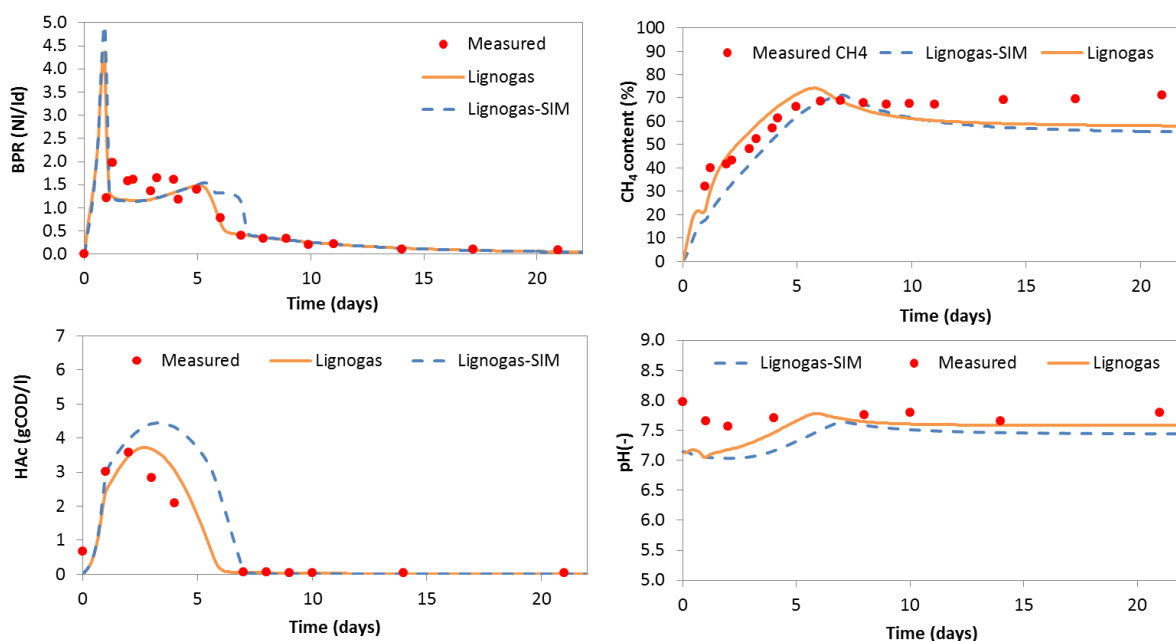 BPR (Nl/ld)
5.0
4.5
4.0
3.5
3.0
2.5
2.0
1.5
1.0
0.5
0.0
Measured
Lignogas
Lignogas-SIM
0 5 10 15 20
Time (days)
CH4 content (%)
100
90
80
70
60
50
40
30
20
10
0
Measured CH4 Lignogas-SIM Lignogas
0 5 10 15 20
Time (days)
HAc (gCOD/l)
7
6
5
4
3
2
1
0
Measured Lignogas Lignogas-SIM
0 5 10 15 20
Time (days)
pH(-)
9.0
8.5
8.0
7.5
7.0
6.5
6.0
5.5
5.0
Lignogas-SIM Measured Lignogas
0 5 10 15 20
Time (days)